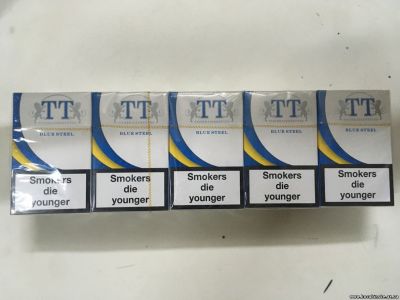 TT TT TT TT TT
BLUE STEEL BLUE STEEL BLUE STEEL BLUE STEEL BLUE STEEL
Smokers Smokers Smokers Smokers Smokers
die die die die die
younger younger younger younger younger